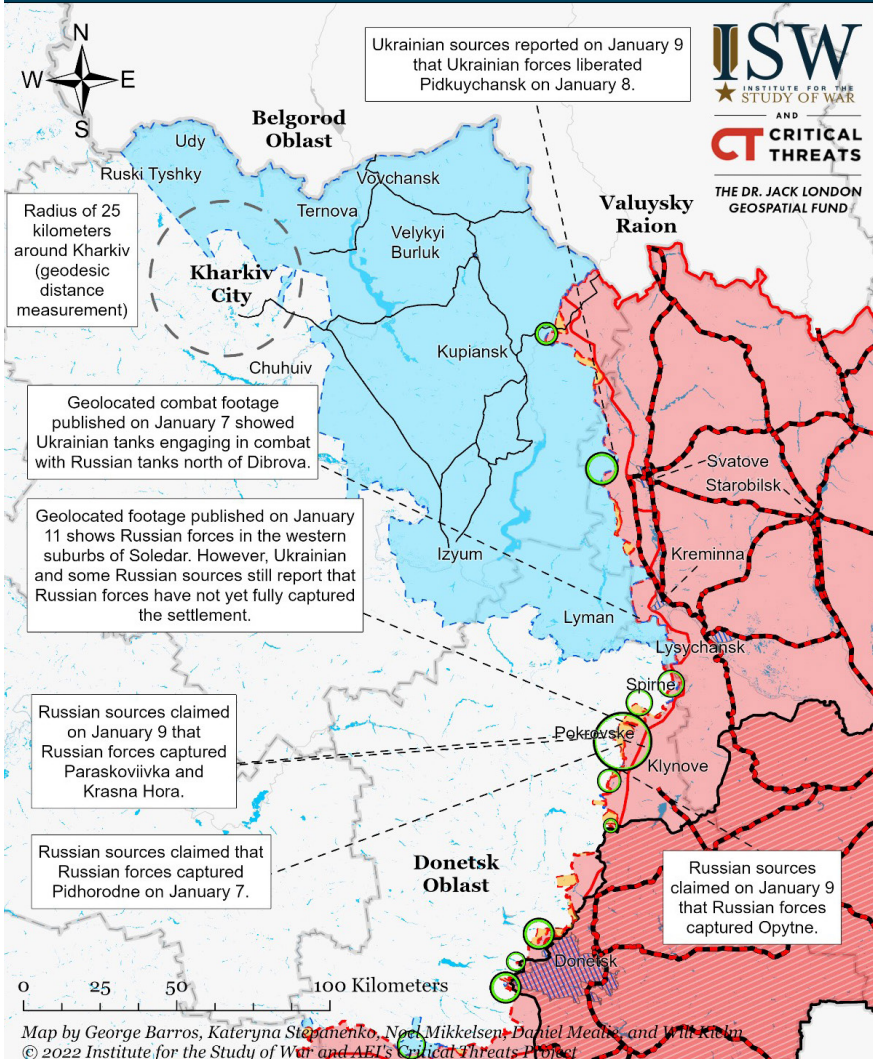 N
W E
S
Ukrainian sources reported on January 9
that Ukrainian forces liberated
Pidkuychansk on January 8.
ISW
INSTITUTE FOR THE
STUDY OF WAR
AND
CT CRITICAL
THREATS
THE DR. JACK LONDON
GEOSPATIAL FUND
Belgorod
Oblast
Udy
Ruski Tyshky
Vovchansk
Ternova
Valuysky
Raion
Radius of 25
kilometers
around Kharkiv
(geodesic
distance
measurement)
Velykyi
Burluk
Kharkiv
City
Kupiansk
Chuhuiv
Geolocated combat footage
published on January 7 showed
Ukrainian tanks engaging in combat
with Russian tanks north of Dibrova.
Svatove
Starobilsk
Geolocated footage published on January
11 shows Russian forces in the western
suburbs of Soledar. However, Ukrainian
and some Russian sources still report that
Russian forces have not yet fully captured
the settlement.
Izyum
Kreminna
Lyman
Lysychansk
Spirne
Russian sources claimed
on January 9 that
Russian forces captured
Paraskoviivka and
Krasna Hora.
Pokrovske
Klynove
Russian sources claimed that
Russian forces captured
Pidhorodne on January 7.
Donetsk
Oblast
Russian sources
claimed on January 9
that Russian forces
captured Opytne.
Donetsk
0 25 50 100 Kilometers
Map by George Barros, Kateryna Stepanenko, Noel Mikkelsen, Daniel Mealie, and Will Kielm
© 2022 Institute for the Study of War and AEI's Critical Threats Project